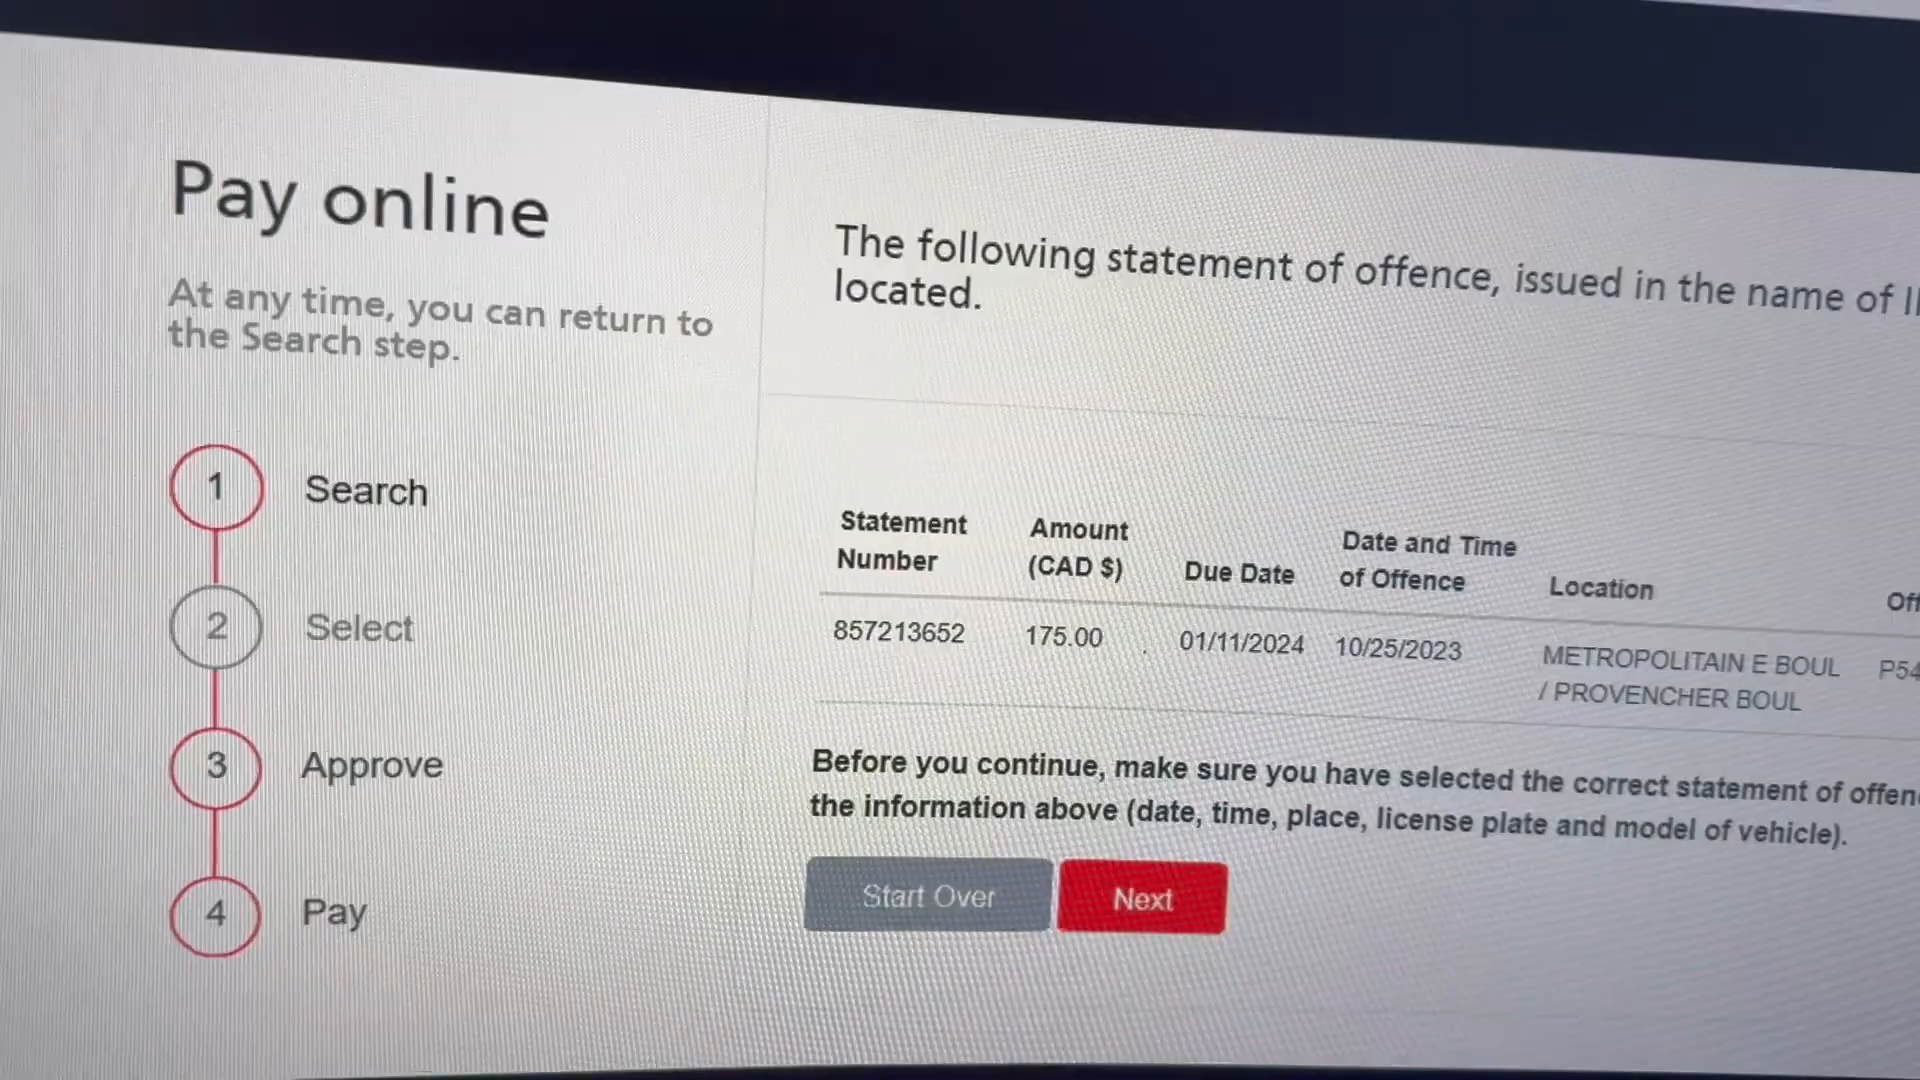 Pay online
At any time, you can return to
the Search step.
1 Search
2 Select
3 Approve
4 Pay
The following statement of offence, issued in the name of
located.
Statement Number Amount (CAD $) Due Date Date and Time of Offence Location
857213652 175.00 01/11/2024 10/25/2023 METROPOLITAIN E BOUL P54
/ PROVENCHER BOUL
Before you continue, make sure you have selected the correct statement of
the information above (date, time, place, license plate and model of vehicle).
Start Over Next